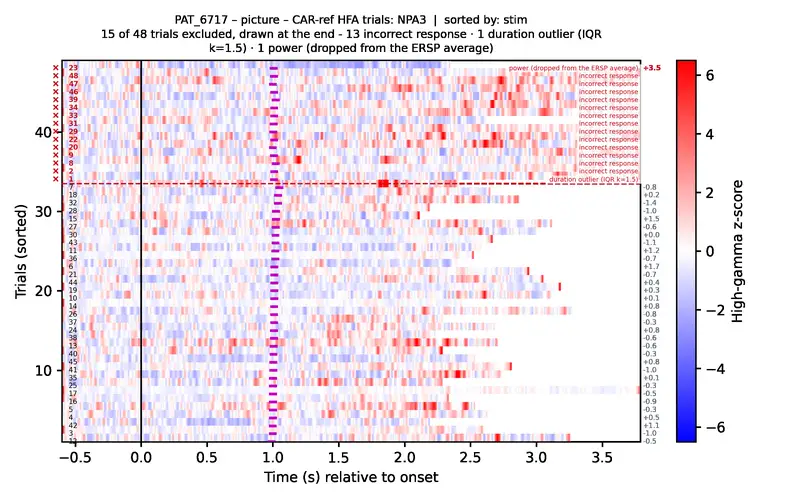 PAT_6717 – picture – CAR-ref HFA trials: NPA3 | sorted by: stim
15 of 48 trials excluded, drawn at the end - 13 incorrect response · 1 duration outlier (IQR
k=1.5) · 1 power (dropped from the ERSP average)
× 23 power (dropped from the ERSP average) +3.5
× 48 incorrect response
× 47 incorrect response
× 46 incorrect response
× 39 incorrect response
× 34 incorrect response
× 33 incorrect response
× 31 incorrect response
× 29 incorrect response
× 22 incorrect response
× 20 incorrect response
× 9 incorrect response
× 8 incorrect response
× 2 incorrect response
× 1 duration outlier (IQR k=1.5)
7 -0.8
18 +0.2
32 -1.4
28 -1.0
15 +1.5
27 -0.6
30 +0.0
43 -1.1
11 -1.2
36 +0.7
6 +1.2
21 -0.7
44 +0.4
19 +0.3
10 +0.1
14 +0.8
26 -0.8
37 -0.3
24 +0.8
38 -0.6
13 -0.6
40 -0.3
45 +0.8
41 -1.0
35 +0.1
25 -0.3
17 -0.5
16 -0.9
5 -0.3
4 +0.5
42 +1.1
3 -1.0
12 -0.5
40
30
20
10
Trials (sorted)
−0.5 0.0 0.5 1.0 1.5 2.0 2.5 3.0 3.5
Time (s) relative to onset
6
4
2
0
−2
−4
−6
High-gamma z-score